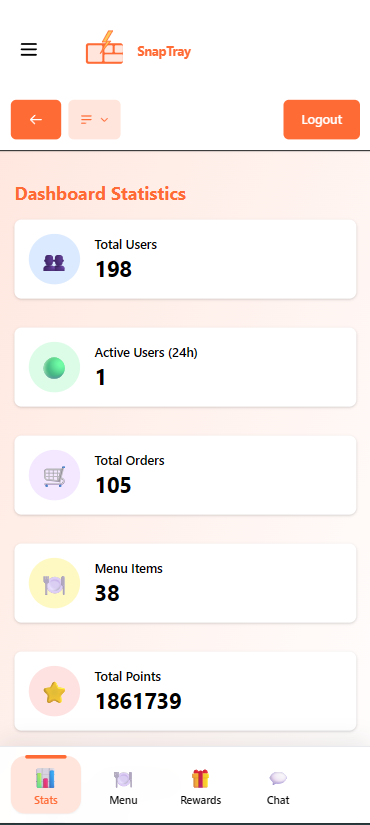 SnapTray
Logout
Dashboard Statistics
Total Users
198
Active Users (24h)
1
Total Orders
105
Menu Items
38
Total Points
1861739
Stats
Menu
Rewards
Chat